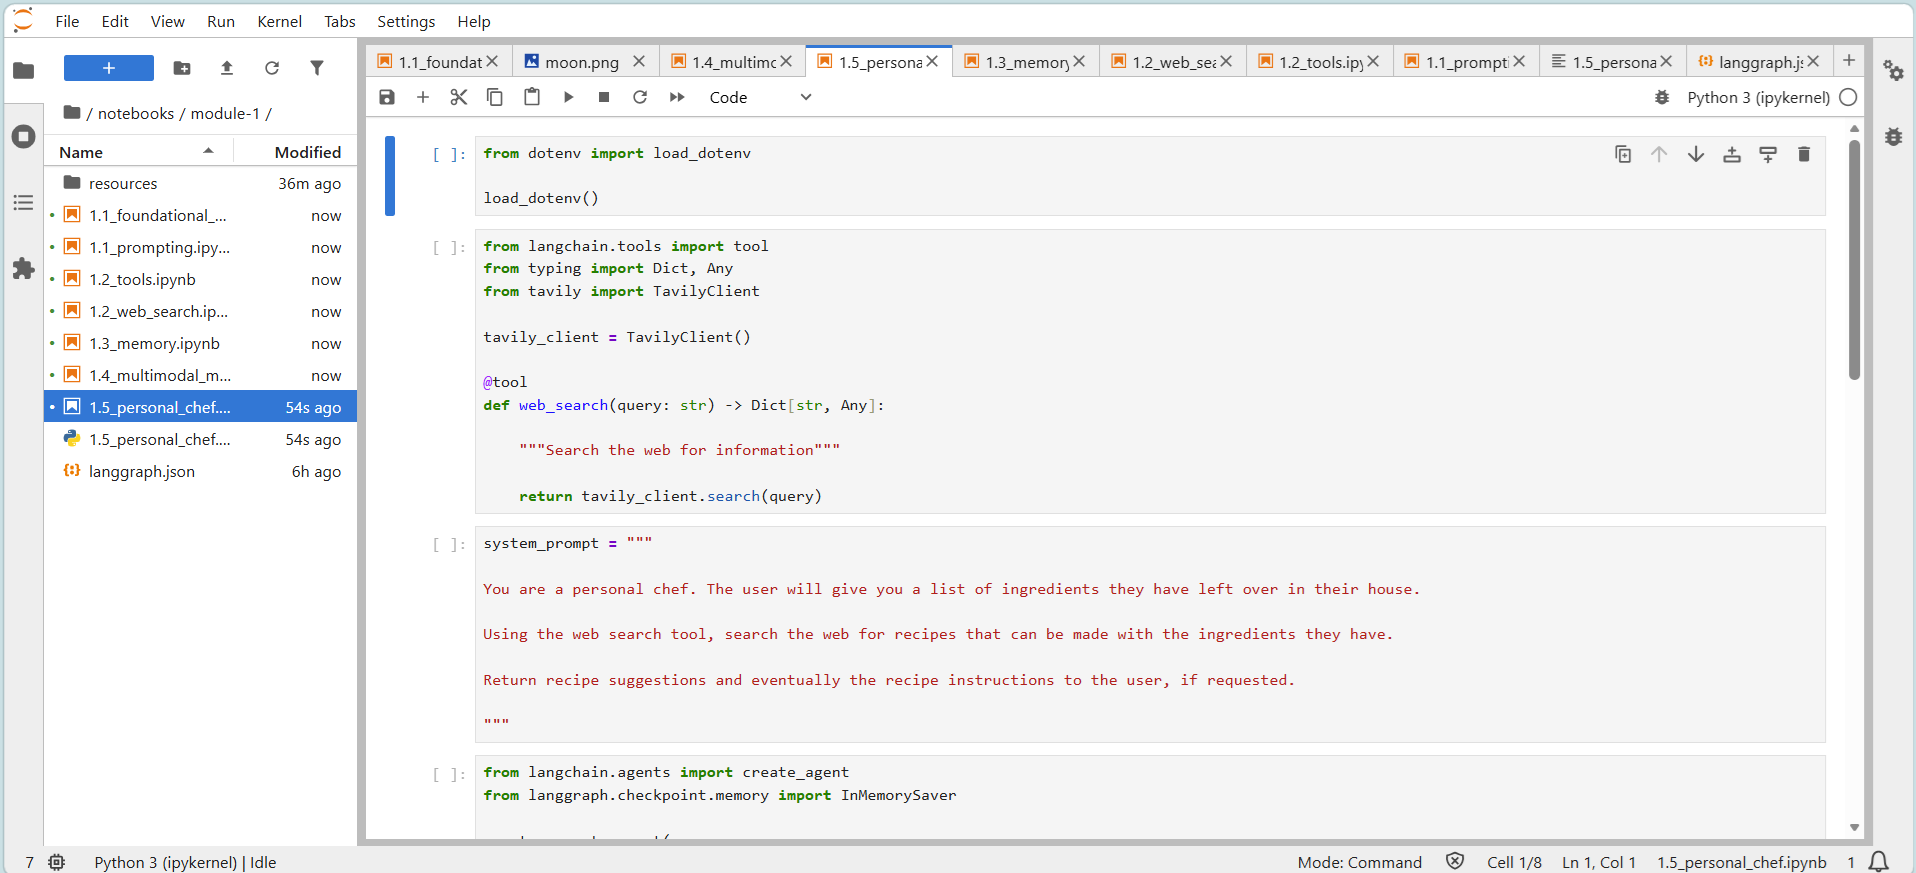 File Edit View Run Kernel Tabs Settings Help
+
/ notebooks / module-1 /
Name Modified
resources 36m ago
1.1_foundational_... now
1.1_prompting.ipy... now
1.2_tools.ipynb now
1.2_web_search.ip... now
1.3_memory.ipynb now
1.4_multimodal_m... now
1.5_personal_chef.... 54s ago
1.5_personal_chef.... 54s ago
langgraph.json 6h ago
1.1_foundat moon.png 1.4_multimc 1.5_persona 1.3_memory 1.2_web_sea 1.2_tools.ipy 1.1_prompti 1.5_persona langgraph.js
Code Python 3 (ipykernel)
[ ]: from dotenv import load_dotenv
load_dotenv()
[ ]: from langchain.tools import tool
from typing import Dict, Any
from tavily import TavilyClient
tavily_client = TavilyClient()
@tool
def web_search(query: str) -> Dict[str, Any]:
"""Search the web for information"""
return tavily_client.search(query)
[ ]: system_prompt = """
You are a personal chef. The user will give you a list of ingredients they have left over in their house.
Using the web search tool, search the web for recipes that can be made with the ingredients they have.
Return recipe suggestions and eventually the recipe instructions to the user, if requested.
"""
[ ]: from langchain.agents import create_agent
from langgraph.checkpoint.memory import InMemorySaver
7 Python 3 (ipykernel) | Idle Mode: Command Cell 1/8 Ln 1, Col 1 1.5_personal_chef.ipynb 1